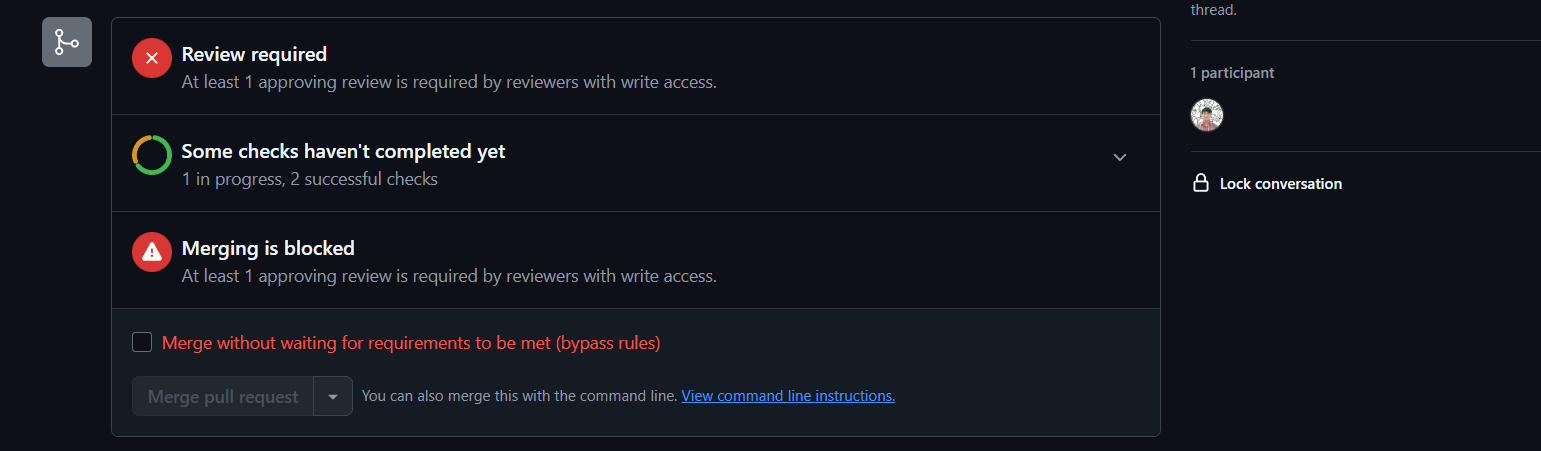 thread.
Review required
At least 1 approving review is required by reviewers with write access.
1 participant
Some checks haven't completed yet
1 in progress, 2 successful checks
Lock conversation
Merging is blocked
At least 1 approving review is required by reviewers with write access.
Merge without waiting for requirements to be met (bypass rules)
Merge pull request
You can also merge this with the command line. View command line instructions.